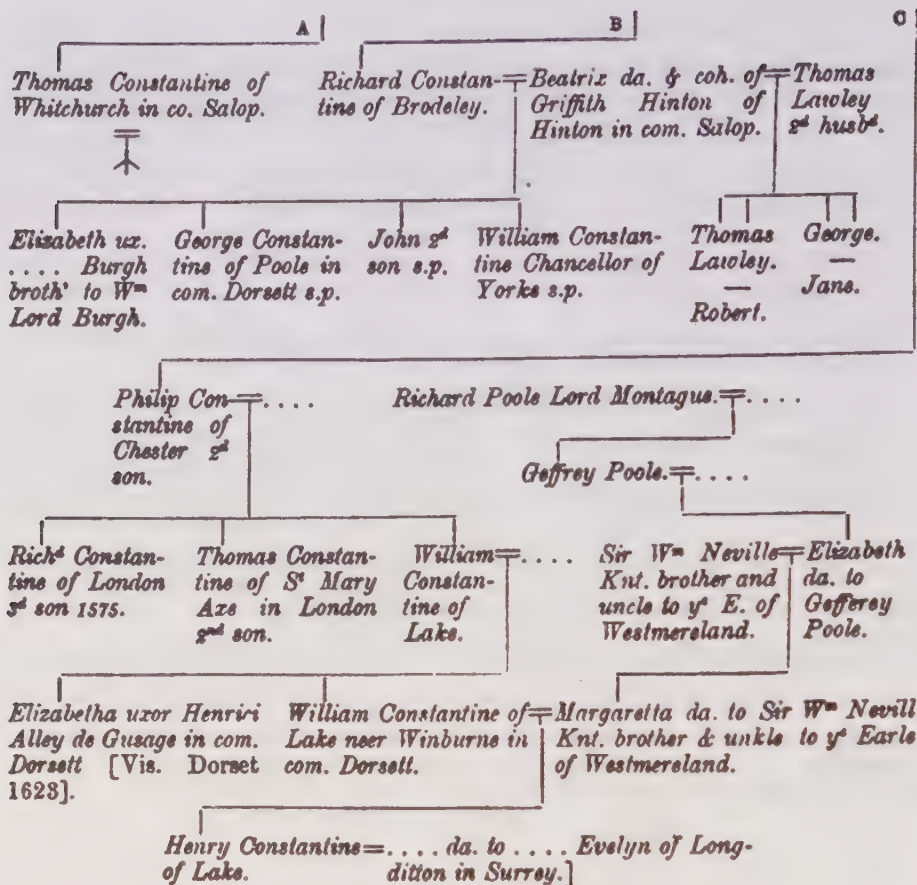 A B C
Thomas Constantine of
Whitchurch in co. Salop.
Richard Constan-
tine of Brodeley.
Beatrix da. & coh. of
Griffith Hinton of
Hinton in com. Salop.
Thomas
Lawley
2d husbd.
Elizabeth ux.
.... Burgh
brothr to Wm
Lord Burgh.
George Constan-
tine of Poole in
com. Dorsett s.p.
John 2d
son s.p.
William Constan-
tine Chancellor of
Yorke s.p.
Thomas
Lawley.
—
Robert.
George.
—
Jane.
Philip Con-
stantine of
Chester 2d
son.
....
Richard Poole Lord Montague.
....
Geffrey Poole.
....
Richd Constan-
tine of London
3d son 1575.
Thomas Constan-
tine of St Mary
Axe in London
2nd son.
William
Constan-
tine of
Lake.
....
Sir Wm Neville
Knt. brother and
uncle to ye E. of
Westmereland.
Elizabeth
da. to
Gefferey
Poole.
Elizabetha uxor Henrici
Alley de Gusage in com.
Dorsett [Vis. Dorset
1623].
William Constantine of
Lake neer Winburne in
com. Dorsett.
Margaretta da. to Sir Wm Nevill
Knt. brother & unkle to ye Earle
of Westmereland.
Henry Constantine=.... da. to .... Evelyn of Long-
of Lake. ditton in Surrey.]